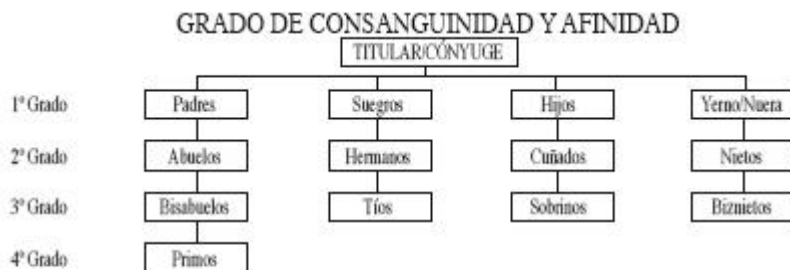 GRADO DE CONSANGUINIDAD Y AFINIDAD
TITULAR/CÓNYUGE
1º Grado Padres Suegros Hijos Yerno/Nuera
2º Grado Abuelos Hermanos Cuñados Nietos
3º Grado Bisabuelos Tíos Sobrinos Biznietos
4º Grado Primos